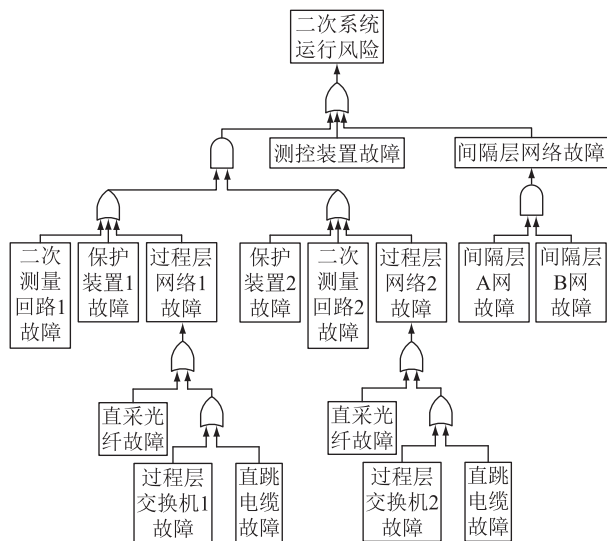 二次系统
运行风险
测控装置故障
间隔层网络故障
二次
测量
回路1
故障
保护
装置1
故障
过程层
网络1
故障
保护
装置2
故障
二次
测量
回路2
故障
过程层
网络2
故障
间隔层
A网
故障
间隔层
B网
故障
直采光
纤故障
直采光
纤故障
过程层
交换机1
故障
直跳
电缆
故障
过程层
交换机2
故障
直跳
电缆
故障